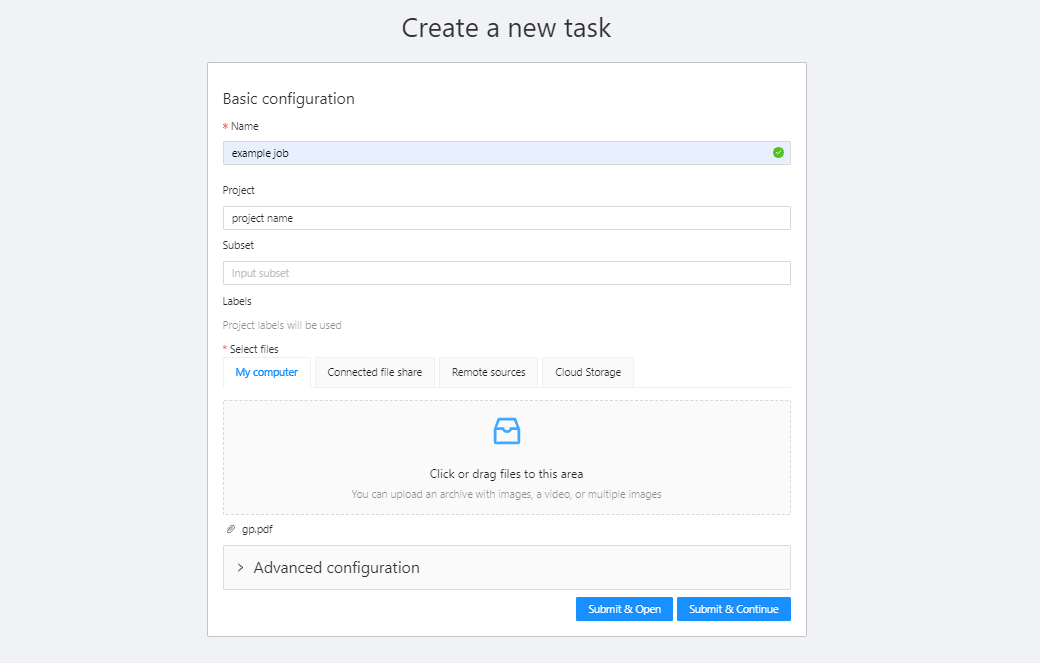 Create a new task
Basic configuration
* Name
example job
Project
project name
Subset
Input subset
Labels
Project labels will be used
* Select files
My computer Connected file share Remote sources Cloud Storage
Click or drag files to this area
You can upload an archive with images, a video, or multiple images
gp.pdf
> Advanced configuration
Submit & Open Submit & Continue